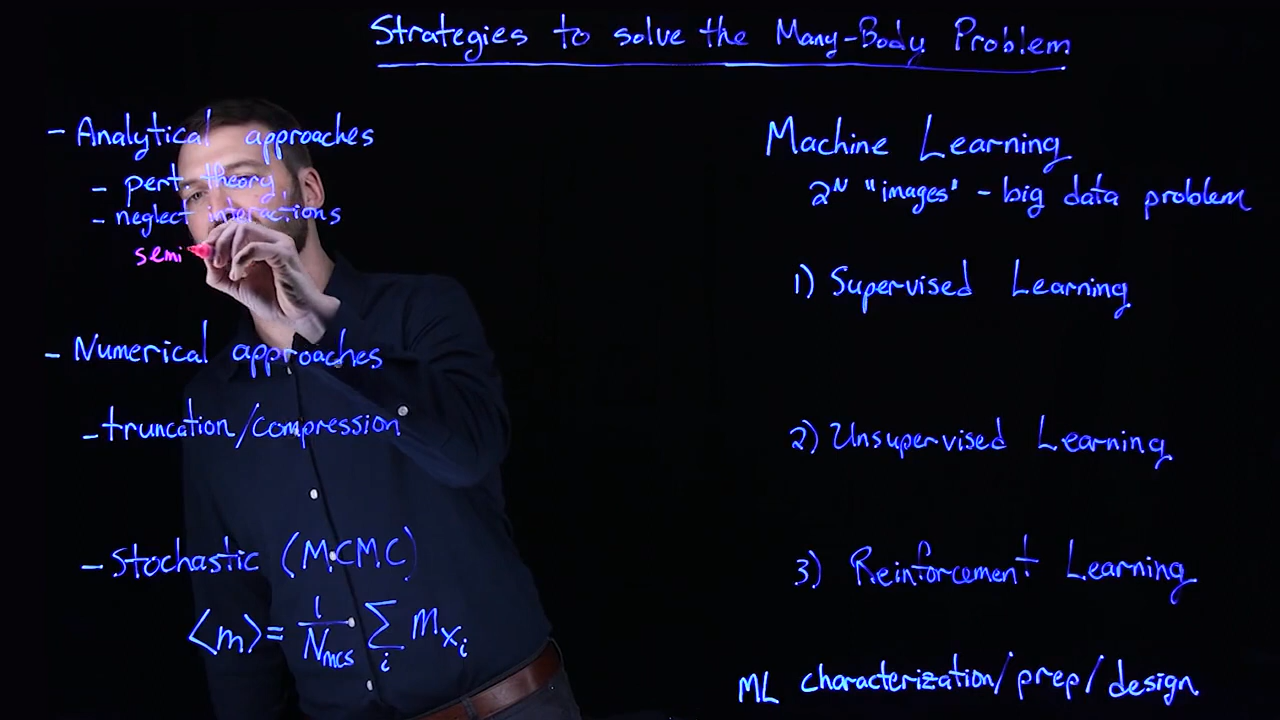 Strategies to solve the Many-Body Problem
- Analytical approaches
- pert. theory
- neglect interactions
semi
- Numerical approaches
- truncation/compression
- Stochastic (MCMC)
⟨m⟩ = 1/N_mcs ∑_i m_x_i
Machine Learning
2^N "images" - big data problem
1) Supervised Learning
2) Unsupervised Learning
3) Reinforcement Learning
ML characterization/prep/design